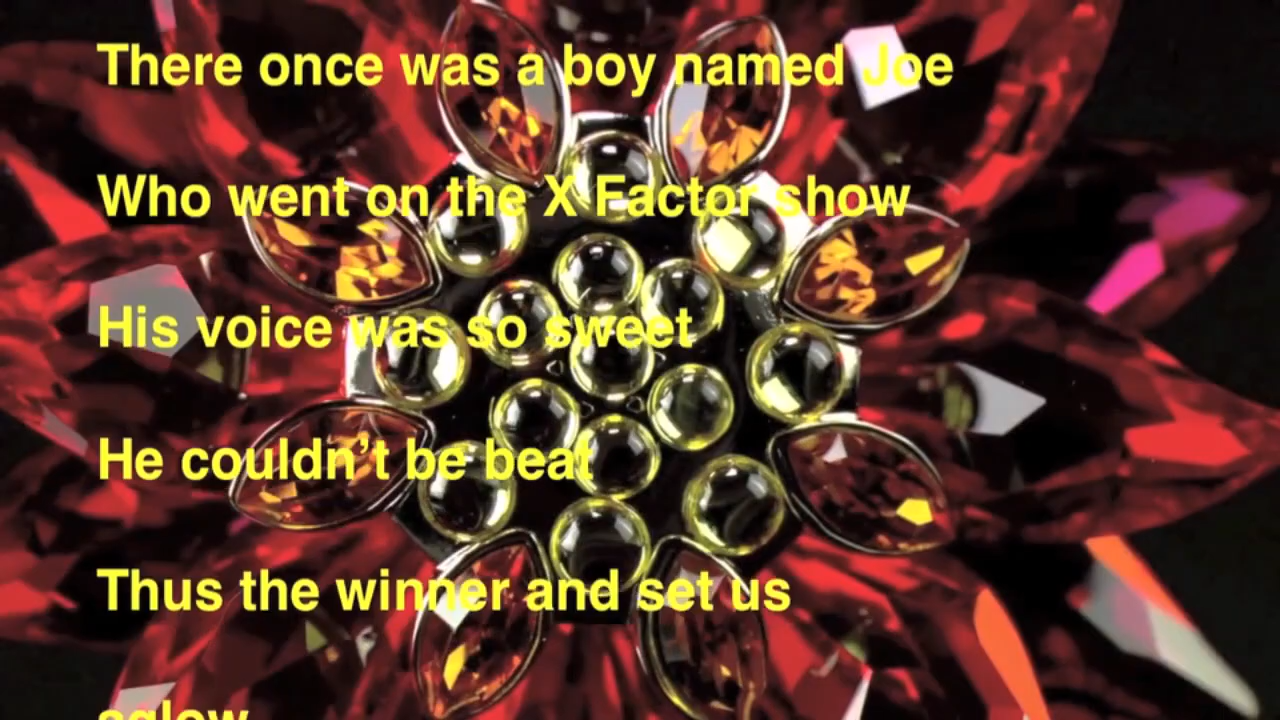 There once was a boy named Joe
Who went on the X Factor show
His voice was so sweet
He couldn’t be beat
Thus the winner and set us
aglow